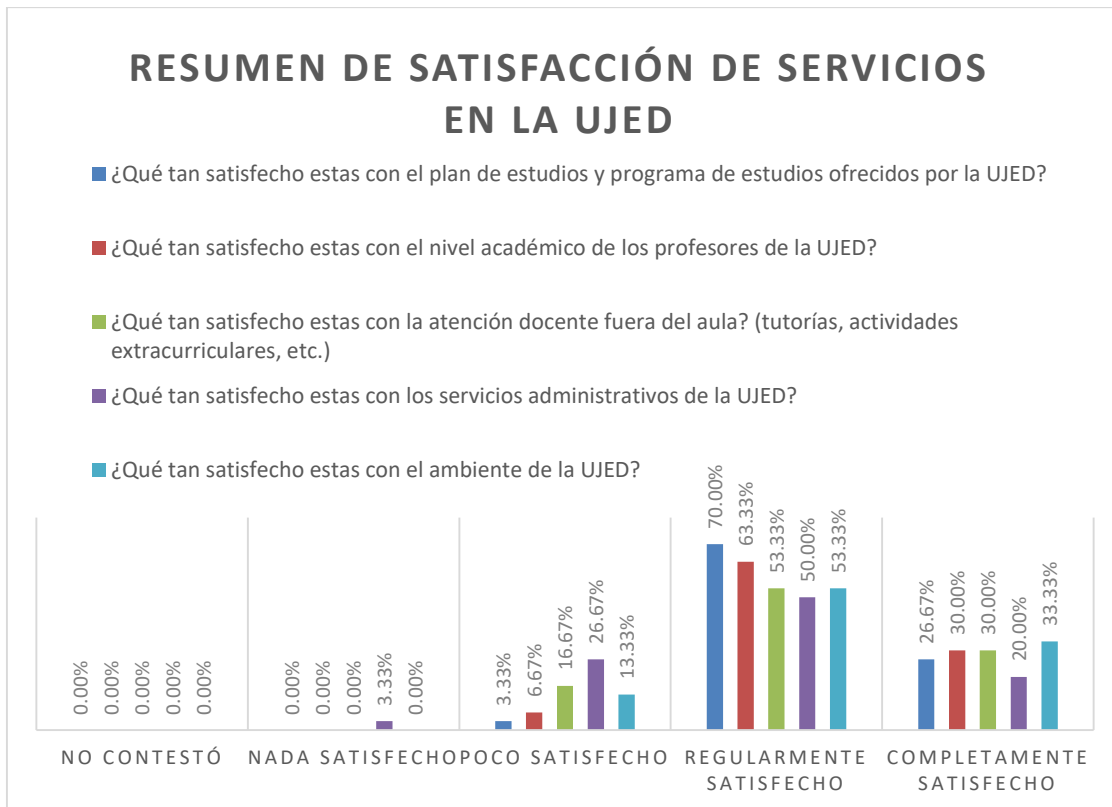 RESUMEN DE SATISFACCIÓN DE SERVICIOS
EN LA UJED
¿Qué tan satisfecho estas con el plan de estudios y programa de estudios ofrecidos por la UJED?
¿Qué tan satisfecho estas con el nivel académico de los profesores de la UJED?
¿Qué tan satisfecho estas con la atención docente fuera del aula? (tutorías, actividades
extracurriculares, etc.)
¿Qué tan satisfecho estas con los servicios administrativos de la UJED?
¿Qué tan satisfecho estas con el ambiente de la UJED?
0.00%
0.00%
0.00%
0.00%
0.00%
0.00%
0.00%
0.00%
3.33%
0.00%
3.33%
6.67%
16.67%
26.67%
13.33%
70.00%
63.33%
53.33%
50.00%
53.33%
26.67%
30.00%
30.00%
20.00%
33.33%
NO CONTESTÓ
NADA SATISFECHO
POCO SATISFECHO
REGULARMENTE
SATISFECHO
COMPLETAMENTE
SATISFECHO